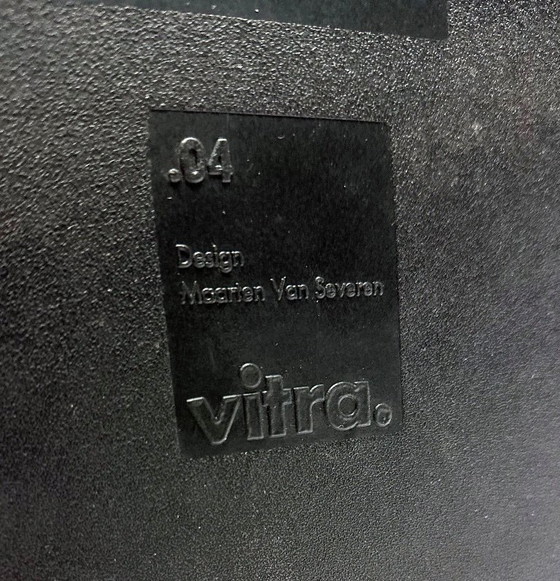 .04
Design
Maarten Van Severen
vitra.